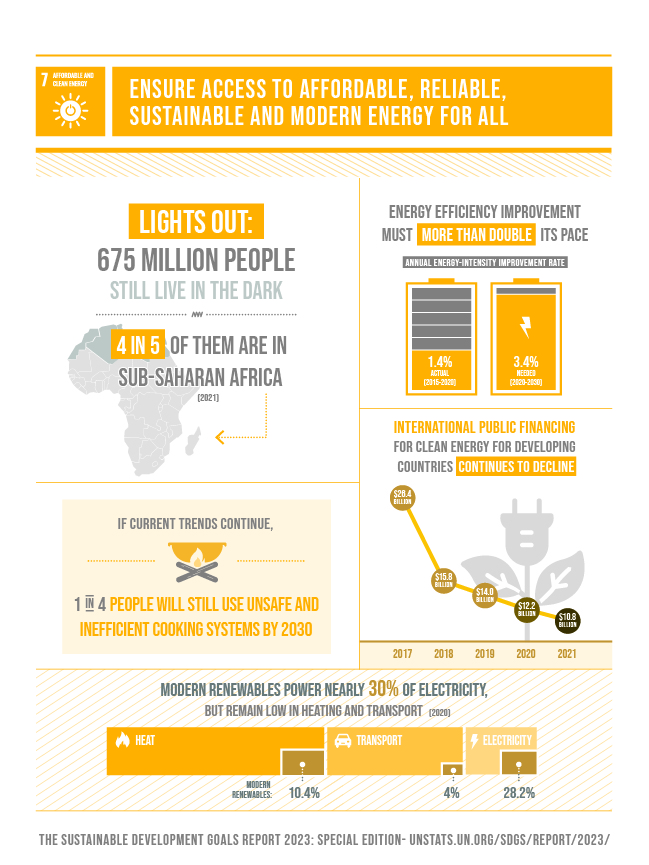 7 AFFORDABLE AND
CLEAN ENERGY
ENSURE ACCESS TO AFFORDABLE, RELIABLE,
SUSTAINABLE AND MODERN ENERGY FOR ALL
LIGHTS OUT:
675 MILLION PEOPLE
STILL LIVE IN THE DARK
4 IN 5 OF THEM ARE IN
SUB-SAHARAN AFRICA
(2021)
IF CURRENT TRENDS CONTINUE,
1 IN 4 PEOPLE WILL STILL USE UNSAFE AND
INEFFICIENT COOKING SYSTEMS BY 2030
ENERGY EFFICIENCY IMPROVEMENT
MUST MORE THAN DOUBLE ITS PACE
ANNUAL ENERGY-INTENSITY IMPROVEMENT RATE
1.4%
ACTUAL
(2015-2020)
3.4%
NEEDED
(2020-2030)
INTERNATIONAL PUBLIC FINANCING
FOR CLEAN ENERGY FOR DEVELOPING
COUNTRIES CONTINUES TO DECLINE
$26.4
BILLION
$15.8
BILLION
$14.0
BILLION
$12.2
BILLION
$10.8
BILLION
2017 2018 2019 2020 2021
MODERN RENEWABLES POWER NEARLY 30% OF ELECTRICITY,
BUT REMAIN LOW IN HEATING AND TRANSPORT (2020)
HEAT TRANSPORT ELECTRICITY
MODERN
RENEWABLES: 10.4% 4% 28.2%
THE SUSTAINABLE DEVELOPMENT GOALS REPORT 2023: SPECIAL EDITION- UNSTATS.UN.ORG/SDGS/REPORT/2023/